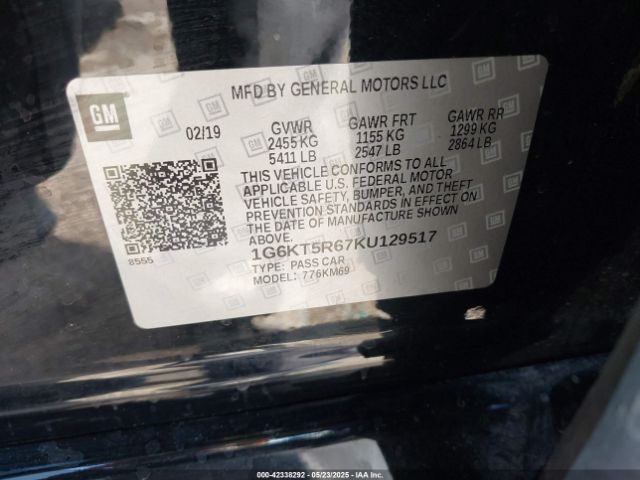 GM
MFD BY GENERAL MOTORS LLC
02/19
GVWR
2455 KG
5411 LB
GAWR FRT
1155 KG
2547 LB
GAWR RR
1299 KG
2864 LB
THIS VEHICLE CONFORMS TO ALL
APPLICABLE U.S. FEDERAL MOTOR
VEHICLE SAFETY, BUMPER, AND THEFT
PREVENTION STANDARDS IN EFFECT ON
THE DATE OF MANUFACTURE SHOWN
ABOVE.
1G6KT5R67KU129517
TYPE: PASS CAR
MODEL: 776KM69
8555
000-42338292 05/23/2025 IAA Holdings, LLC.